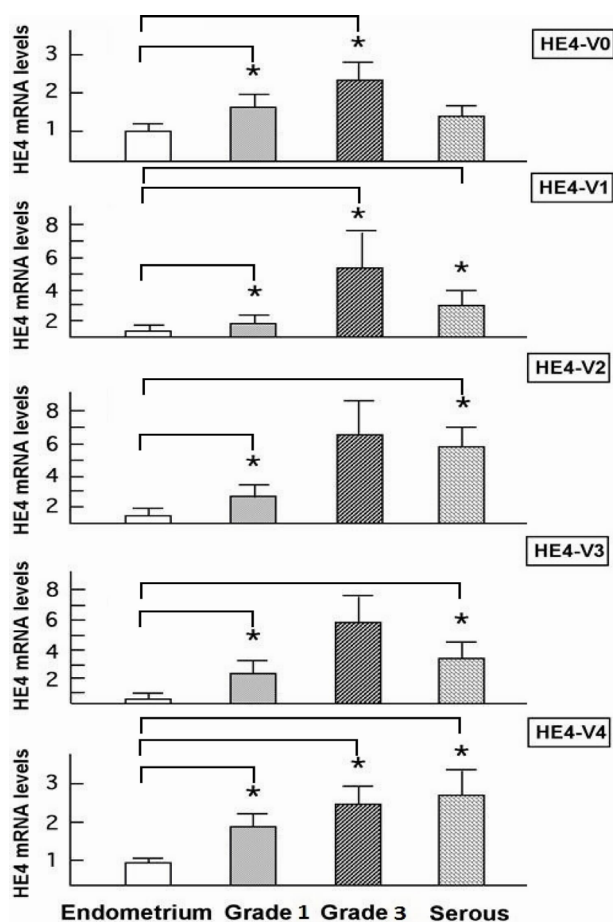 HE4-V0
HE4 mRNA levels
3
2
1
*
*
HE4-V1
HE4 mRNA levels
8
6
4
2
*
*
*
HE4-V2
HE4 mRNA levels
8
6
4
2
*
*
HE4-V3
HE4 mRNA levels
8
6
4
2
*
*
HE4-V4
HE4 mRNA levels
3
2
1
*
*
*
Endometrium Grade 1 Grade 3 Serous